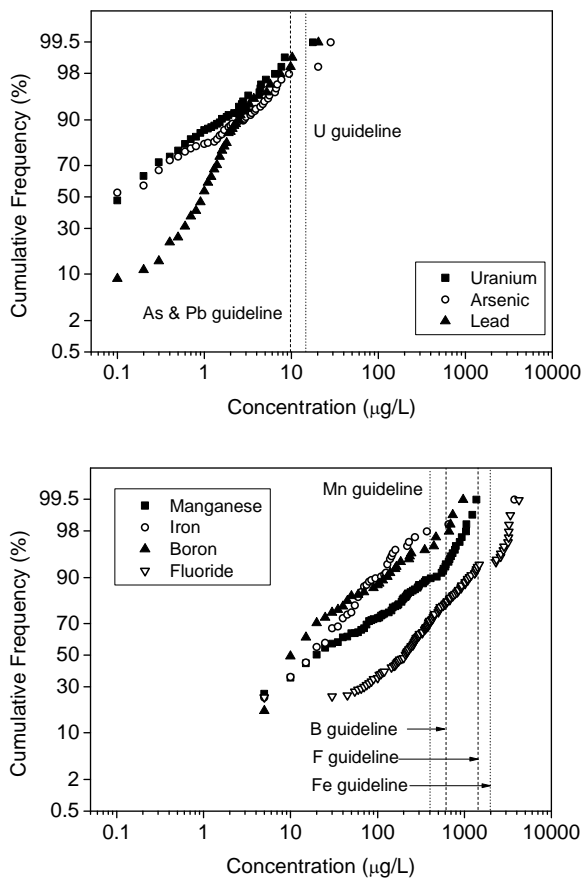 99.5
98
90
70
50
30
10
2
0.5
Cumulative Frequency (%)
U guideline
As & Pb guideline
Uranium
Arsenic
Lead
0.1
1
10
100
1000
10000
Concentration (μg/L)
99.5
98
90
70
50
30
10
2
0.5
Cumulative Frequency (%)
Manganese
Iron
Boron
Fluoride
Mn guideline
B guideline
F guideline
Fe guideline
0.1
1
10
100
1000
10000
Concentration (μg/L)